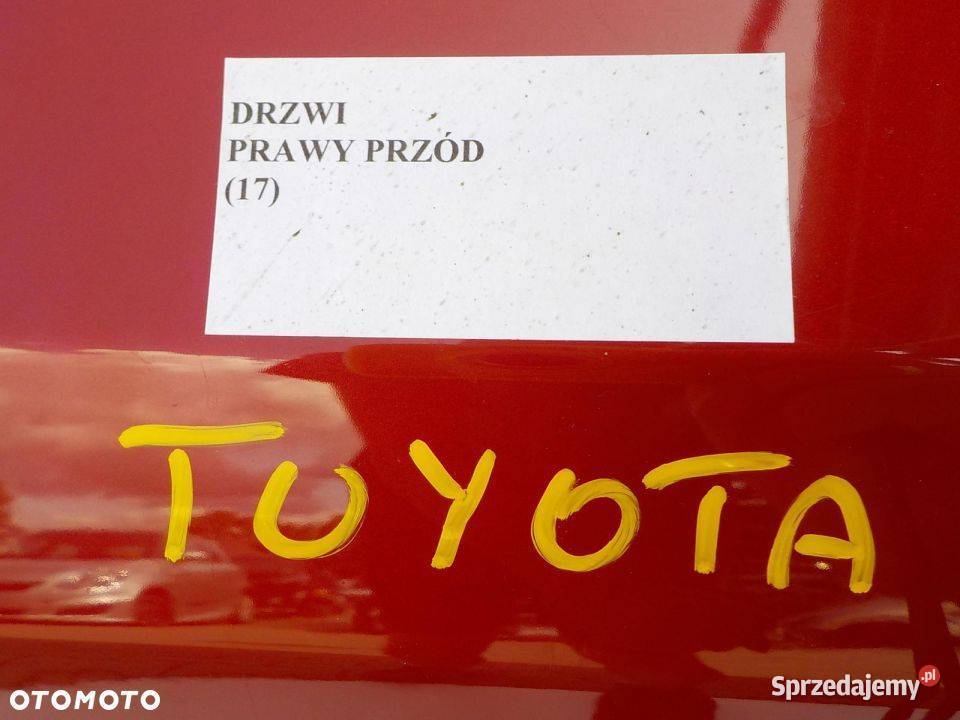 DRZWI
PRAWY PRZÓD
(17)
TOYOTA
OTOMOTO
Sprzedajemy.pl